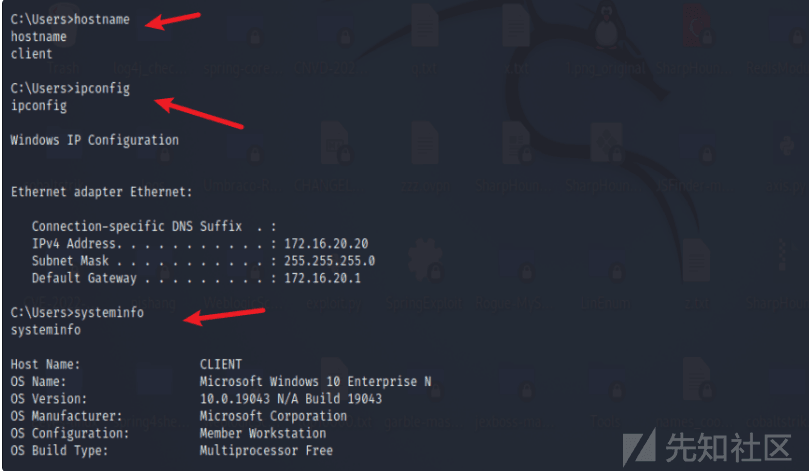 C:\Users>hostname
hostname
client
C:\Users>ipconfig
ipconfig
Windows IP Configuration
Ethernet adapter Ethernet:
Connection-specific DNS Suffix  . :
IPv4 Address. . . . . . . . . . . : 172.16.20.20
Subnet Mask . . . . . . . . . . . : 255.255.255.0
Default Gateway . . . . . . . . . : 172.16.20.1
C:\Users>systeminfo
systeminfo
Host Name:                 CLIENT
OS Name:                   Microsoft Windows 10 Enterprise N
OS Version:                10.0.19043 N/A Build 19043
OS Manufacturer:           Microsoft Corporation
OS Configuration:          Member Workstation
OS Build Type:             Multiprocessor Free
先知社区